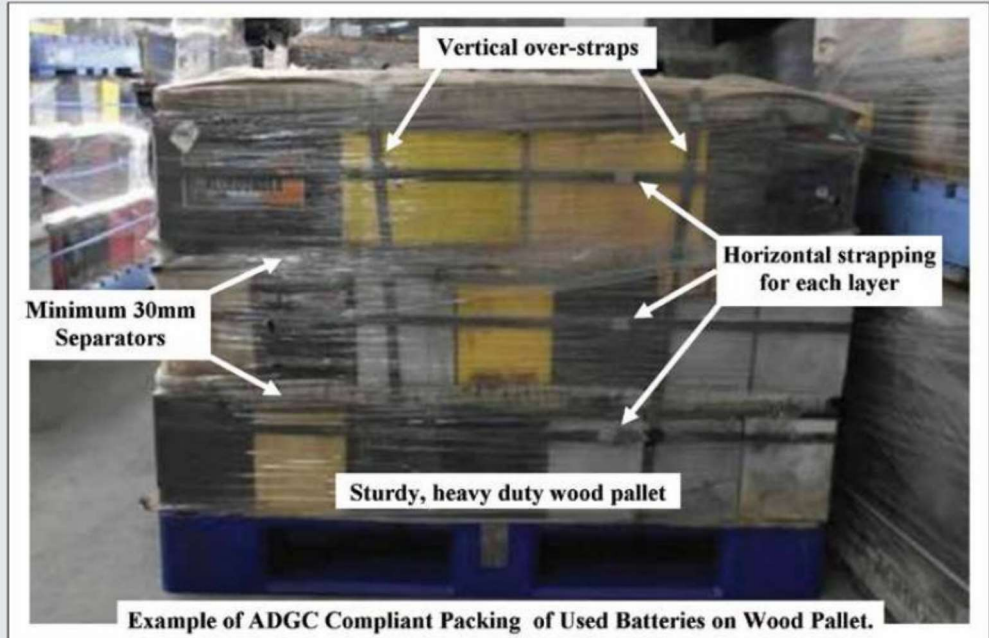 Vertical over-straps
Horizontal strapping
for each layer
Minimum 30mm
Separators
Sturdy, heavy duty wood pallet
Example of ADGC Compliant Packing of Used Batteries on Wood Pallet.